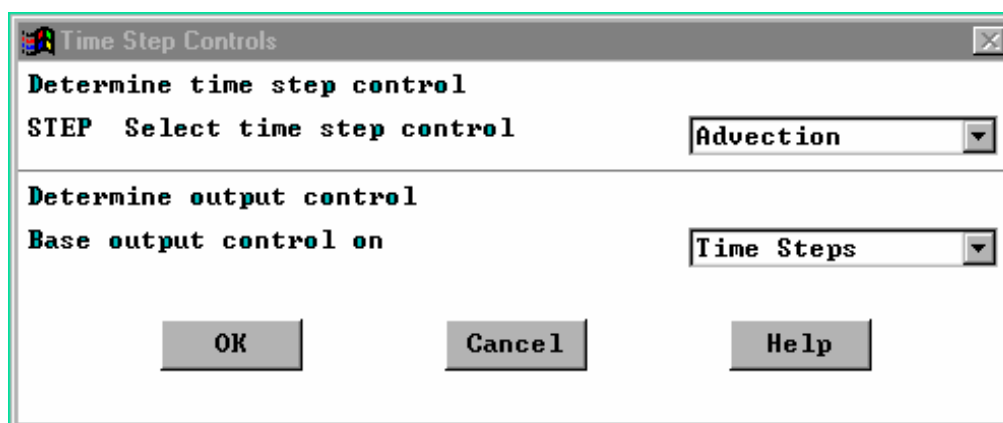 Time Step Controls
Determine time step control
STEP Select time step control
Advection
Determine output control
Base output control on
Time Steps
OK Cancel Help